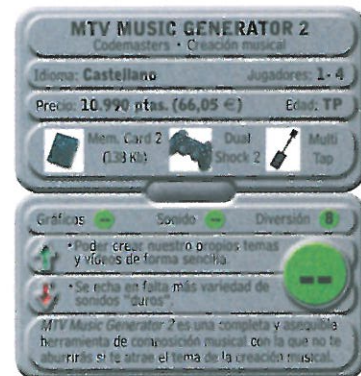 MTV MUSIC GENERATOR 2
Codemasters • Creación musical
Idioma: Castellano Jugadores: 1-4
Precio: 10.990 ptas. (66,05 €) Edad: TP
Mem. Card 2 Dual Multi
(138 Kb) Shock 2 Tap
Gráficos -- Sonido -- Diversión 8
• Poder crear nuestro propios temas
y vídeos de forma sencilla.
--
• Se echa en falta más variedad de
sonidos "duros".
MTV Music Generator 2 es una completa y asequible
herramienta de composición musical con la que no te
aburrirás si te atrae el tema de la creación musical.